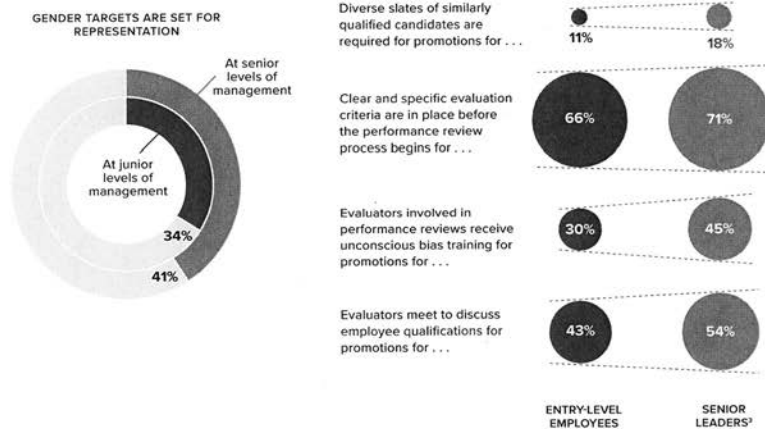 GENDER TARGETS ARE SET FOR
REPRESENTATION
At senior
levels of
management
At junior
levels of
management
34%
41%
Diverse slates of similarly
qualified candidates are
required for promotions for . . .
11%
18%
Clear and specific evaluation
criteria are in place before
the performance review
process begins for . . .
66%
71%
Evaluators involved in
performance reviews receive
unconscious bias training for
promotions for . . .
30%
45%
Evaluators meet to discuss
employee qualifications for
promotions for . . .
43%
54%
ENTRY-LEVEL
EMPLOYEES
SENIOR
LEADERS³